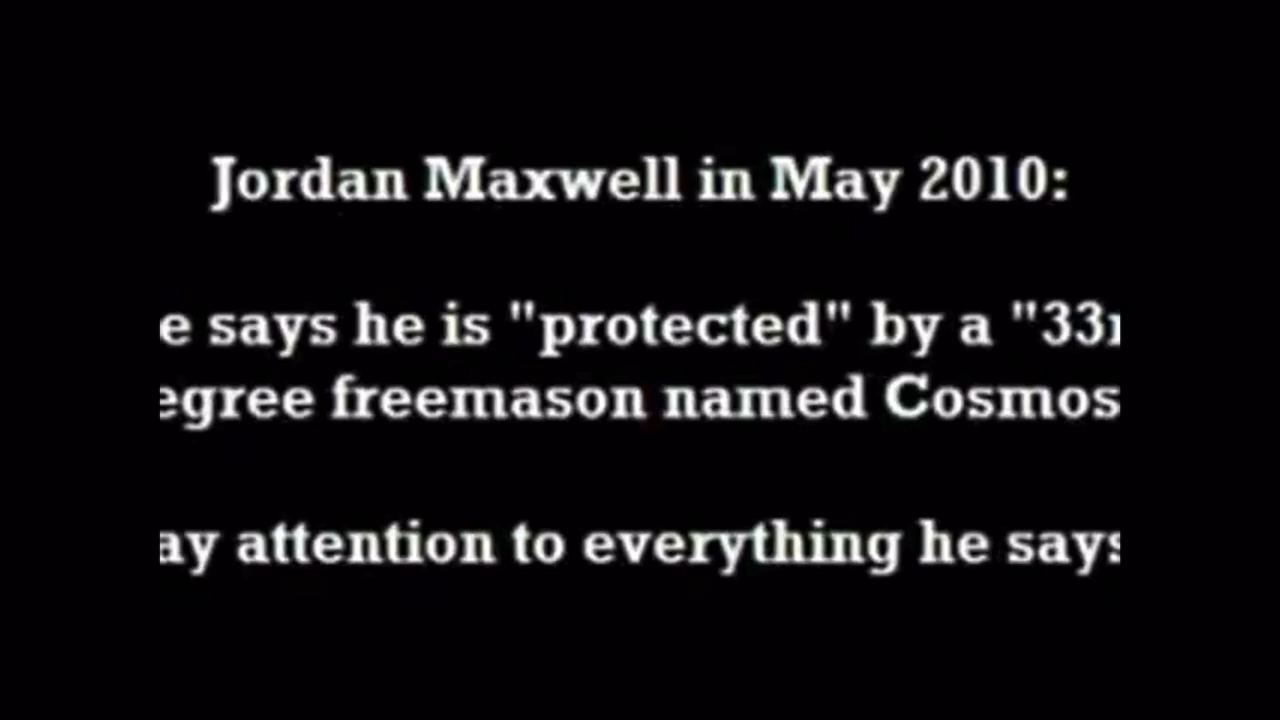 Jordan Maxwell in May 2010:
e says he is "protected" by a "33r
egree freemason named Cosmos
ay attention to everything he says